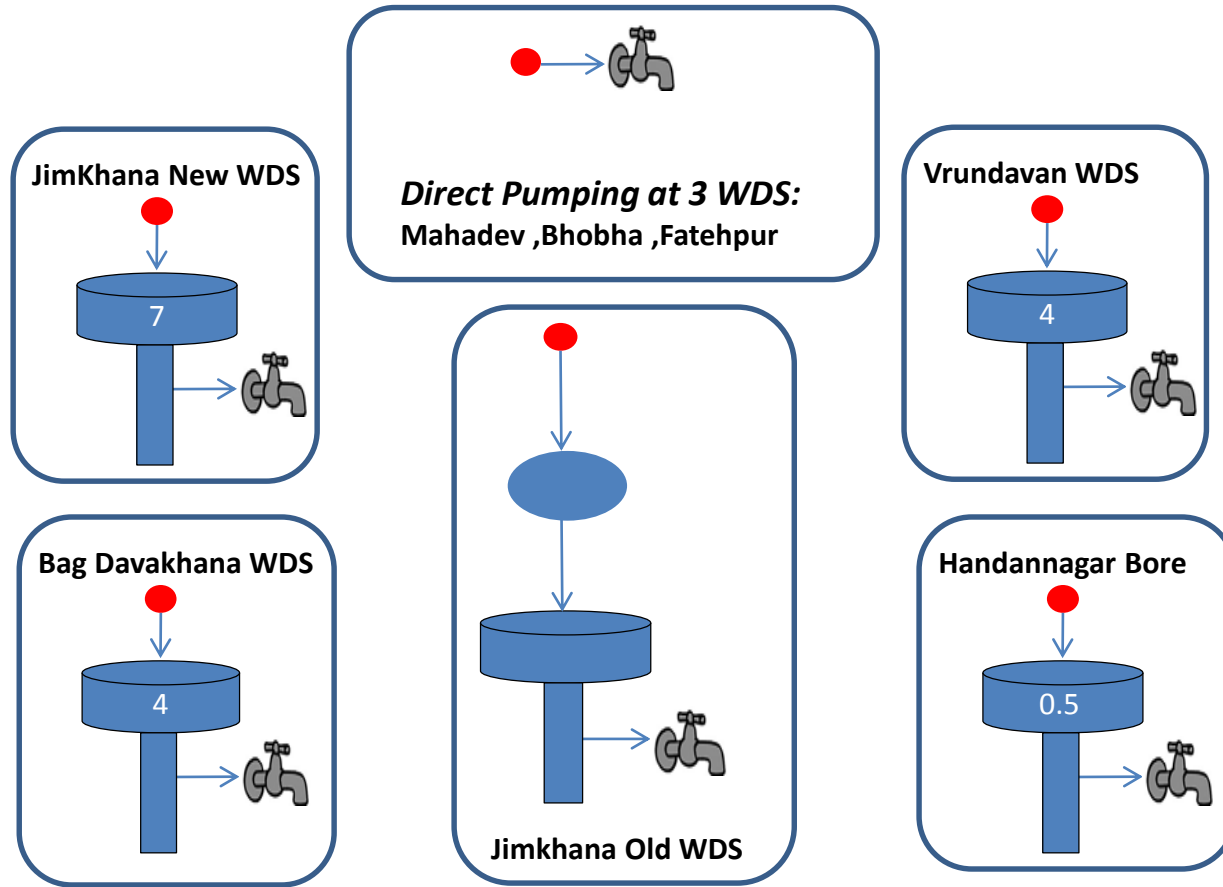 Direct Pumping at 3 WDS:
Mahadev ,Bhobha ,Fatehpur
JimKhana New WDS
7
Vrundavan WDS
4
Bag Davakhana WDS
4
Jimkhana Old WDS
Handannagar Bore
0.5